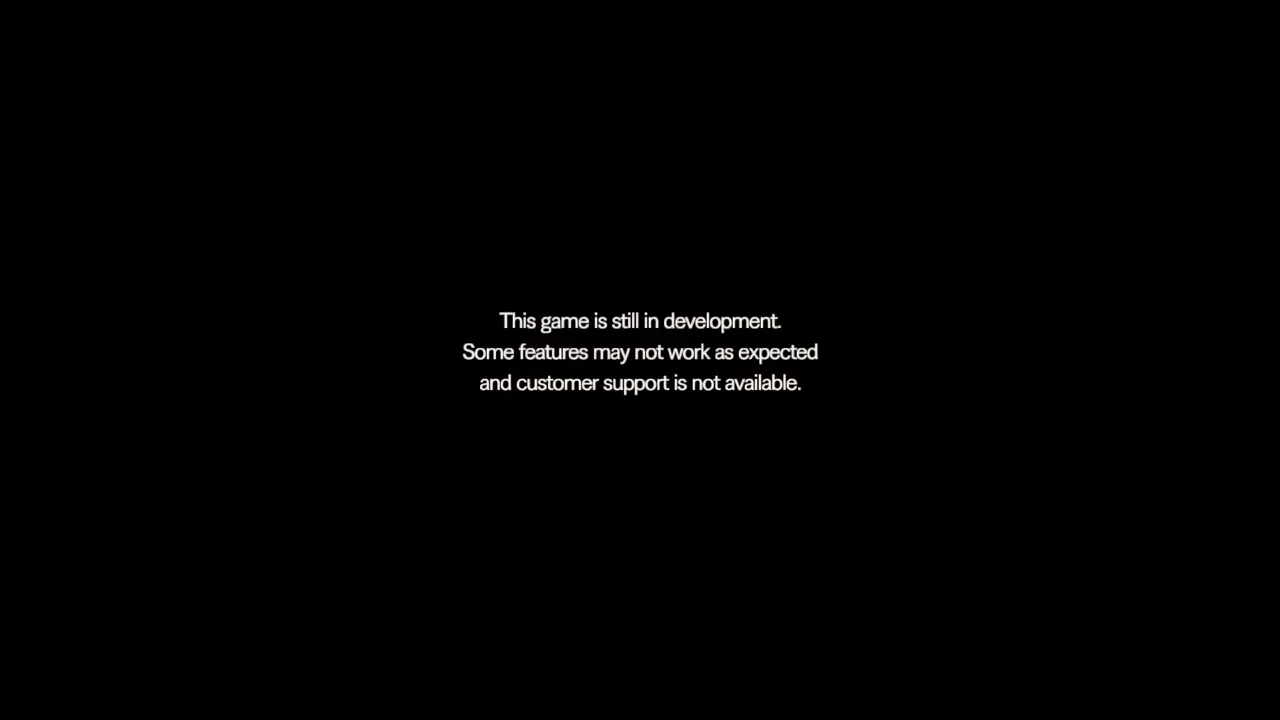 This game is still in development.
Some features may not work as expected
and customer support is not available.